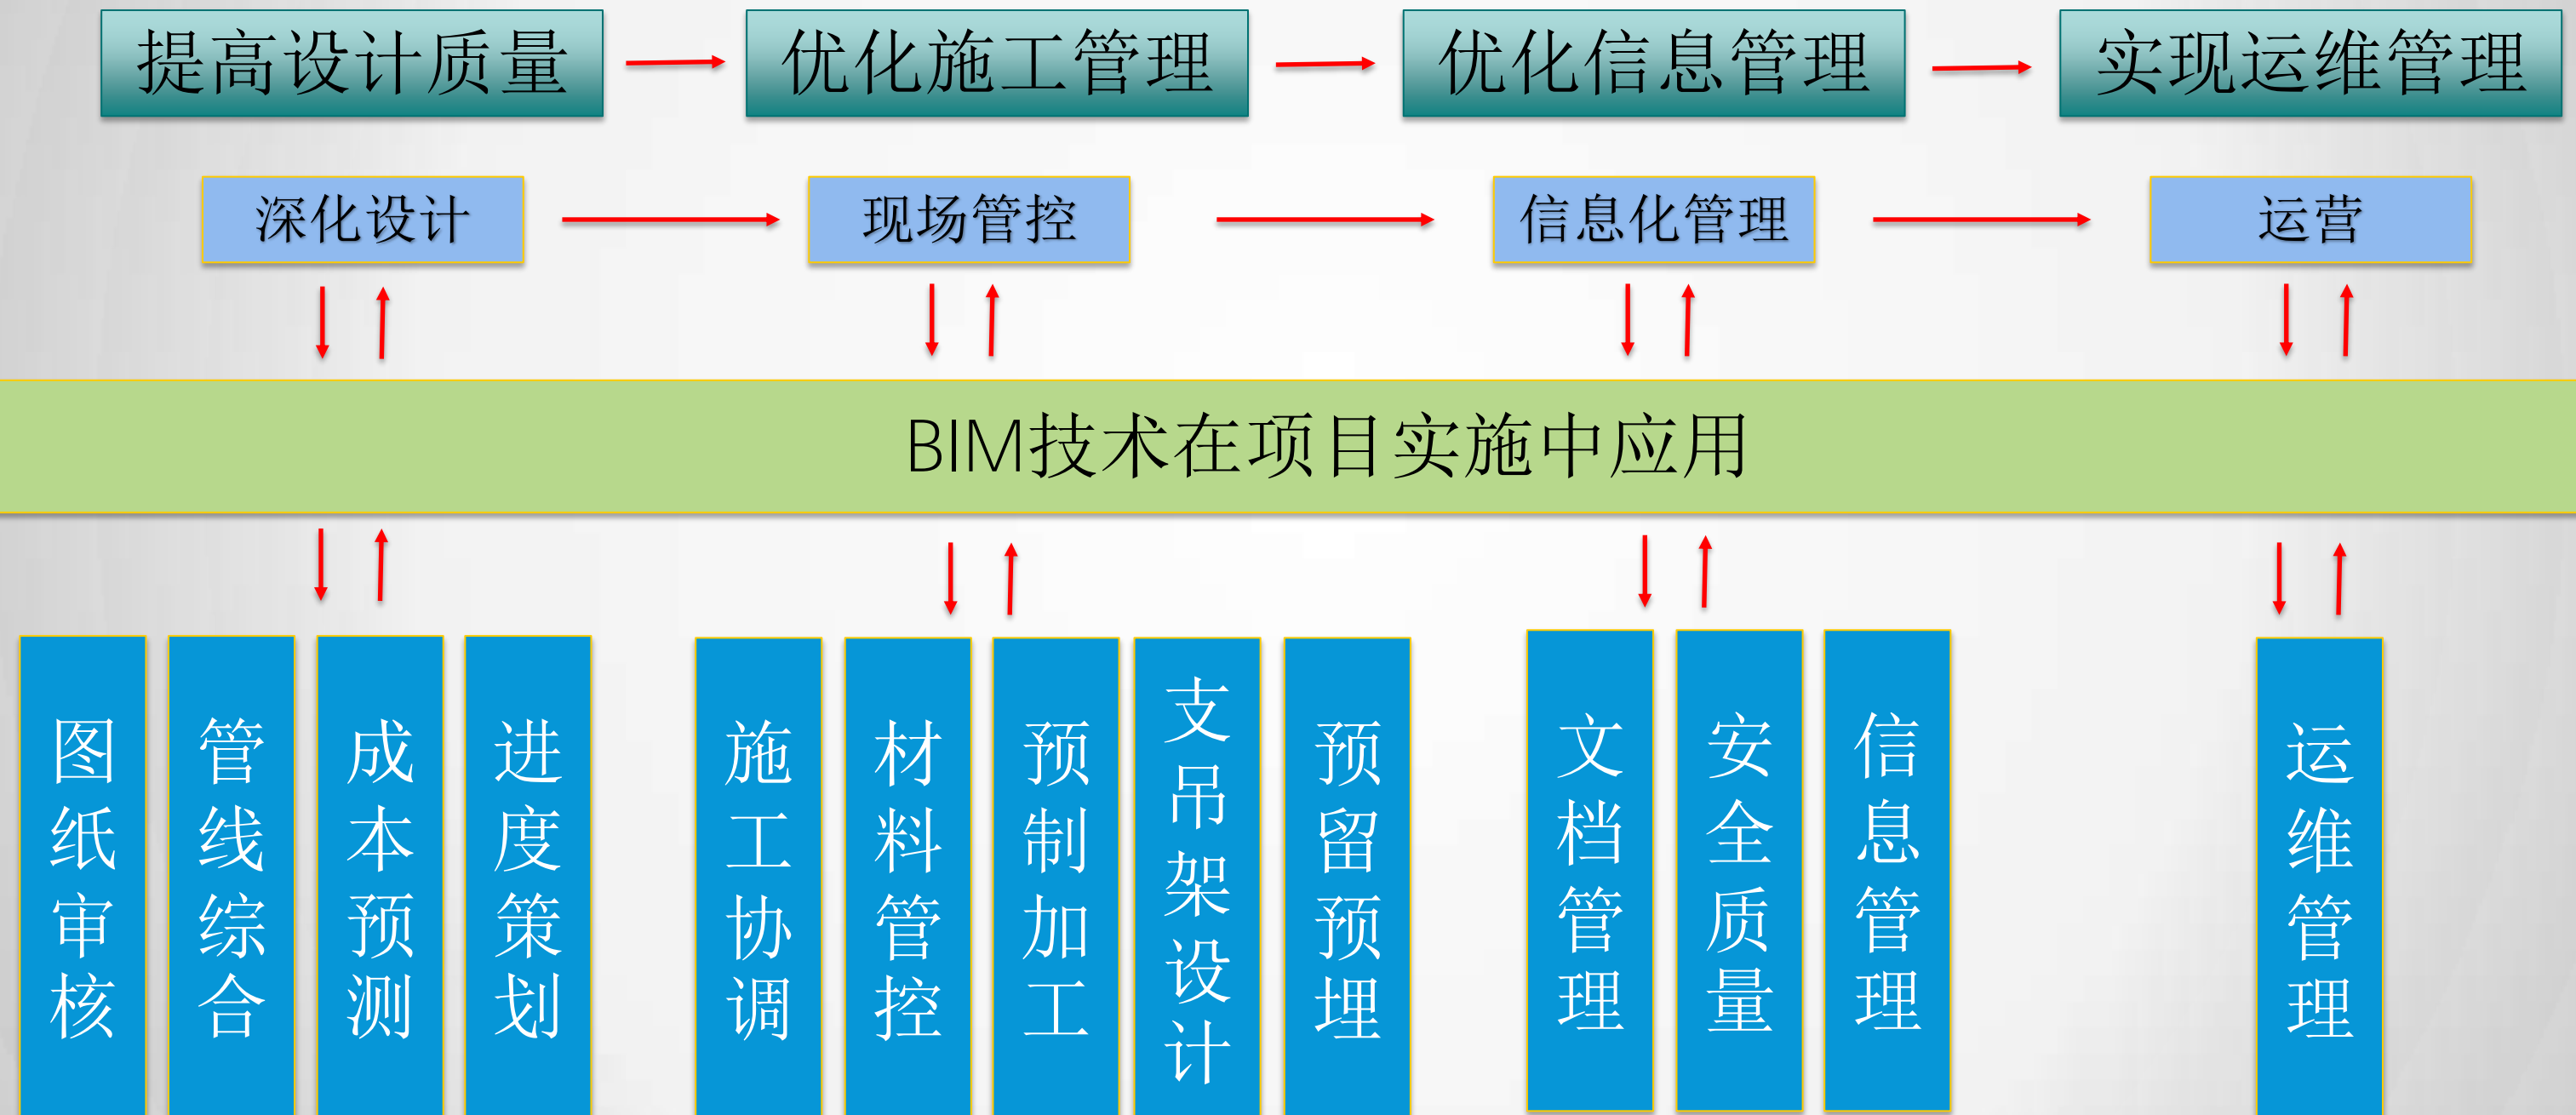 提高设计质量
优化施工管理
优化信息管理
实现运维管理
深化设计
现场管控
信息化管理
运营
BIM技术在项目实施中应用
图纸审核
管线综合
成本预测
进度策划
施工协调
材料管控
预制加工
支吊架设计
预留预埋
文档管理
安全质量
信息管理
运维管理